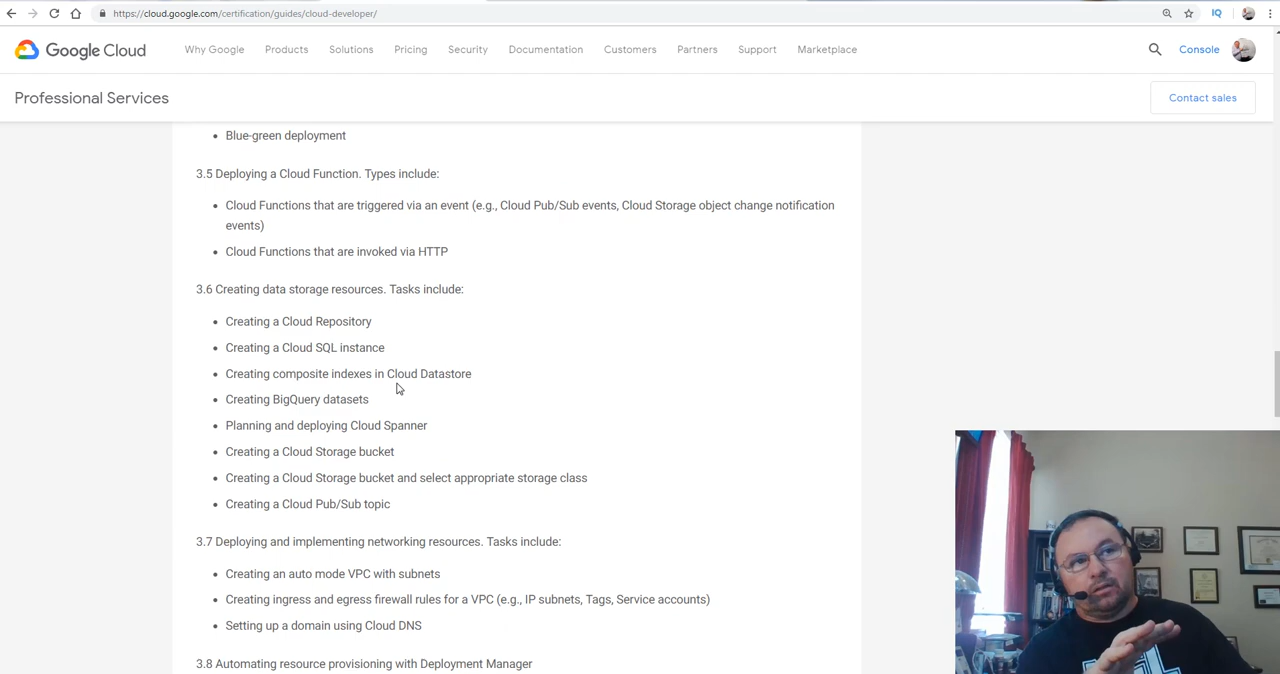 https://cloud.google.com/certification/guides/cloud-developer/
IQ
Google Cloud
Why Google Products Solutions Pricing Security Documentation Customers Partners Support Marketplace
Console
Professional Services
Contact sales
• Blue-green deployment
3.5 Deploying a Cloud Function. Types include:
• Cloud Functions that are triggered via an event (e.g., Cloud Pub/Sub events, Cloud Storage object change notification
events)
• Cloud Functions that are invoked via HTTP
3.6 Creating data storage resources. Tasks include:
• Creating a Cloud Repository
• Creating a Cloud SQL instance
• Creating composite indexes in Cloud Datastore
• Creating BigQuery datasets
• Planning and deploying Cloud Spanner
• Creating a Cloud Storage bucket
• Creating a Cloud Storage bucket and select appropriate storage class
• Creating a Cloud Pub/Sub topic
3.7 Deploying and implementing networking resources. Tasks include:
• Creating an auto mode VPC with subnets
• Creating ingress and egress firewall rules for a VPC (e.g., IP subnets, Tags, Service accounts)
• Setting up a domain using Cloud DNS
3.8 Automating resource provisioning with Deployment Manager